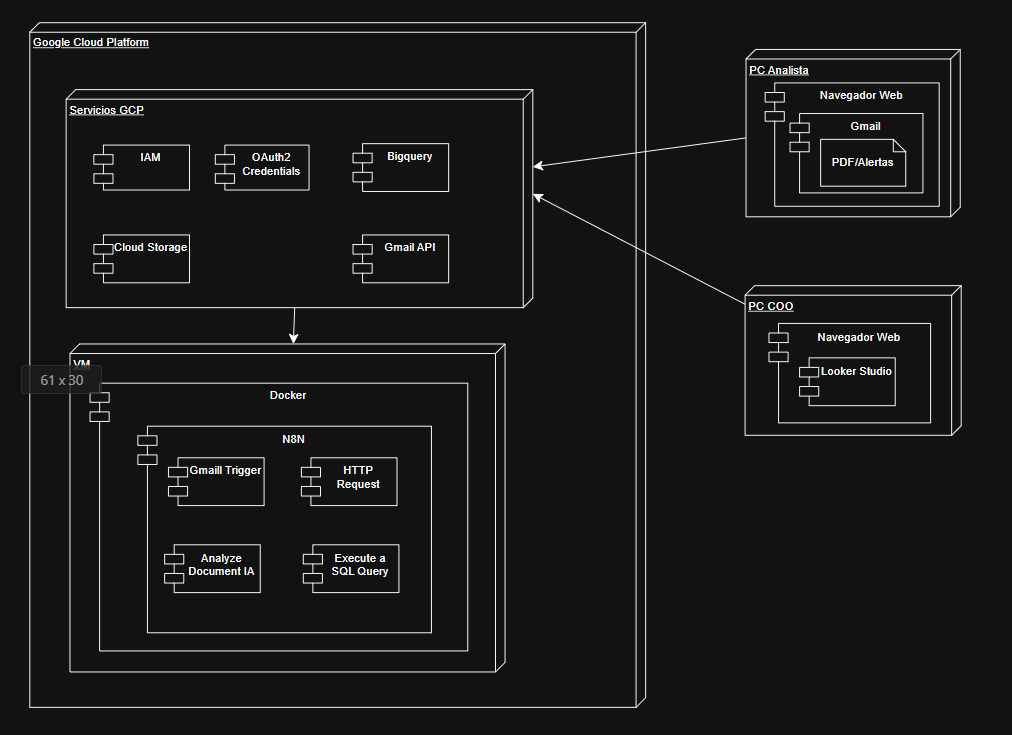 Google Cloud Platform
Servicios GCP
IAM
OAuth2
Credentials
Bigquery
Cloud Storage
Gmail API
PC Analista
Navegador Web
Gmail
PDF/Alertas
PC COO
Navegador Web
Looker Studio
VM
61 x 30
Docker
N8N
Gmaill Trigger
HTTP
Request
Analyze
Document IA
Execute a
SQL Query